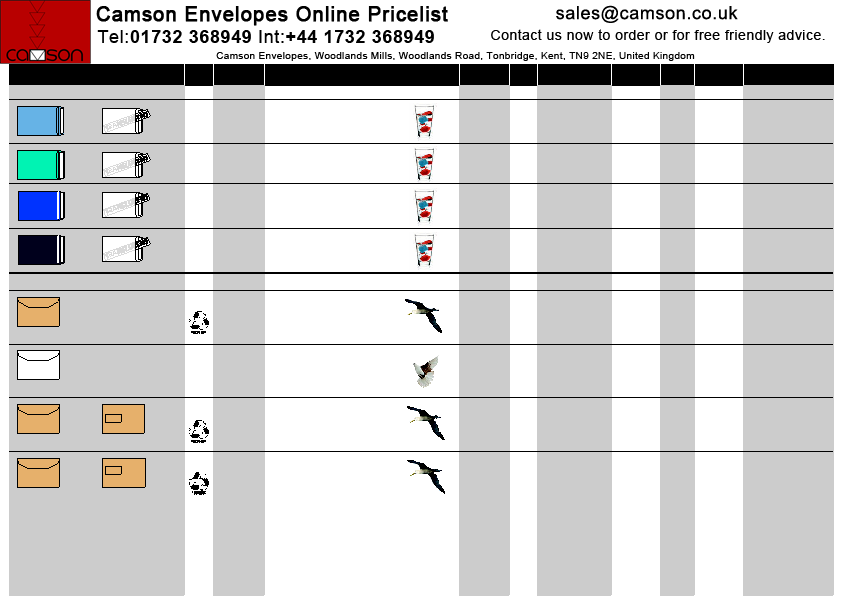 Camson Envelopes Online Pricelist
sales@camson.co.uk
Tel:01732 368949 Int:+44 1732 368949
Contact us now to order or for free friendly advice.
camson
Camson Envelopes, Woodlands Mills, Woodlands Road, Tonbridge, Kent, TN9 2NE, United Kingdom